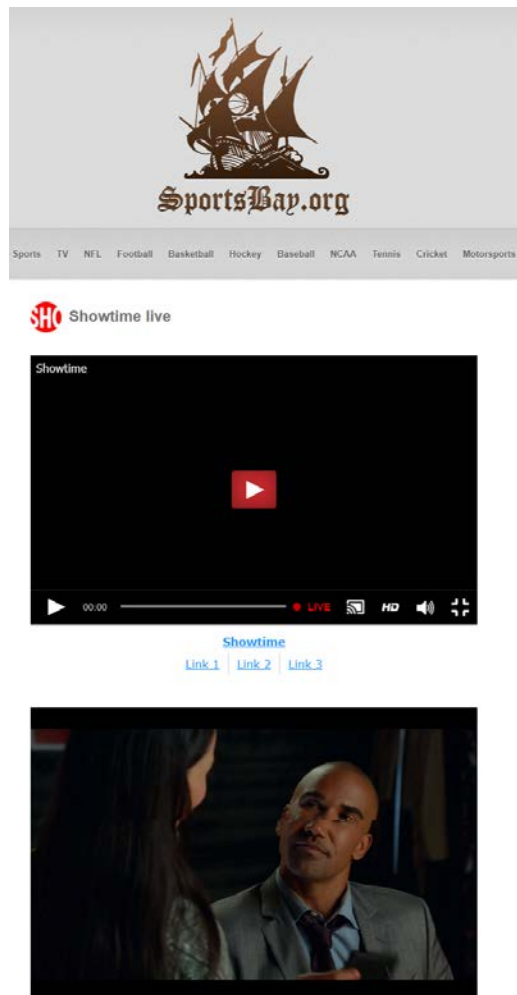 SportsBay.org
Sports TV NFL Football Basketball Hockey Baseball NCAA Tennis Cricket Motorsports
SHO Showtime live
Showtime
00:00 LIVE HD
Showtime
Link 1 Link 2 Link 3